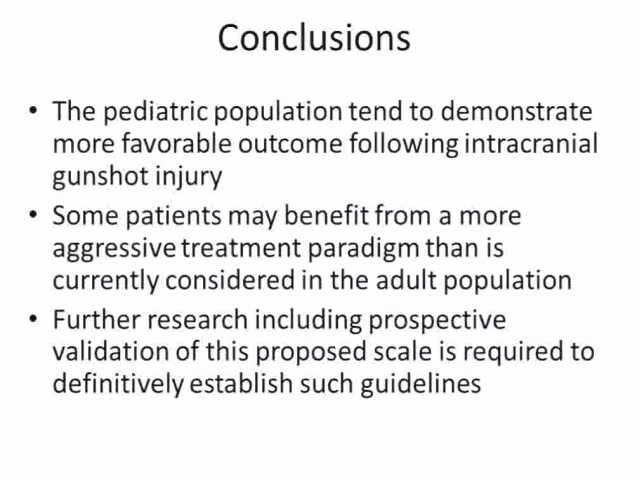 Conclusions
• The pediatric population tend to demonstrate
more favorable outcome following intracranial
gunshot injury
• Some patients may benefit from a more
aggressive treatment paradigm than is
currently considered in the adult population
• Further research including prospective
validation of this proposed scale is required to
definitively establish such guidelines